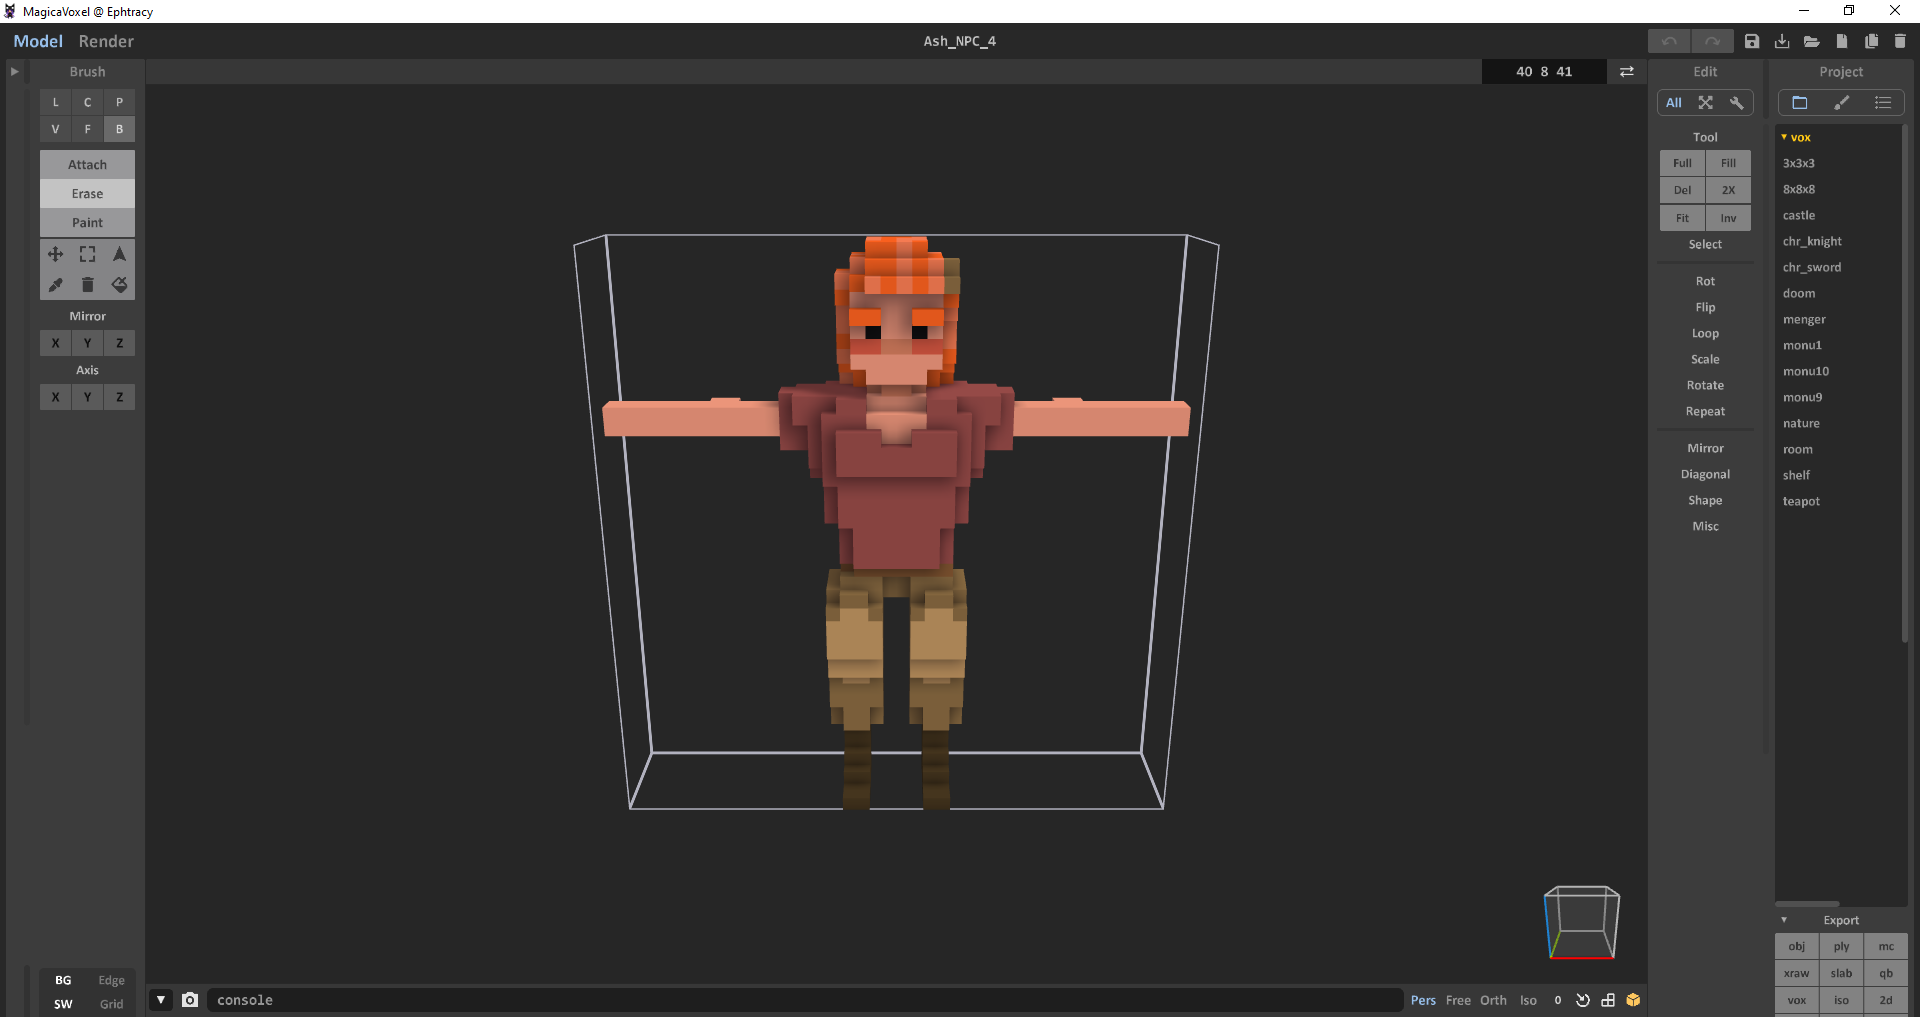 MagicaVoxel @ Ephtracy
Model Render
Ash_NPC_4
Brush
L C P
V F B
Attach
Erase
Paint
Mirror
X Y Z
Axis
X Y Z
BG Edge
SW Grid
40 8 41
console
Pers Free Orth Iso 0
Edit
All
Tool
Full Fill
Del 2X
Fit Inv
Select
Rot
Flip
Loop
Scale
Rotate
Repeat
Mirror
Diagonal
Shape
Misc
Project
vox
3x3x3
8x8x8
castle
chr_knight
chr_sword
doom
menger
monu1
monu10
monu9
nature
room
shelf
teapot
Export
obj ply mc
xraw slab qb
vox iso 2d